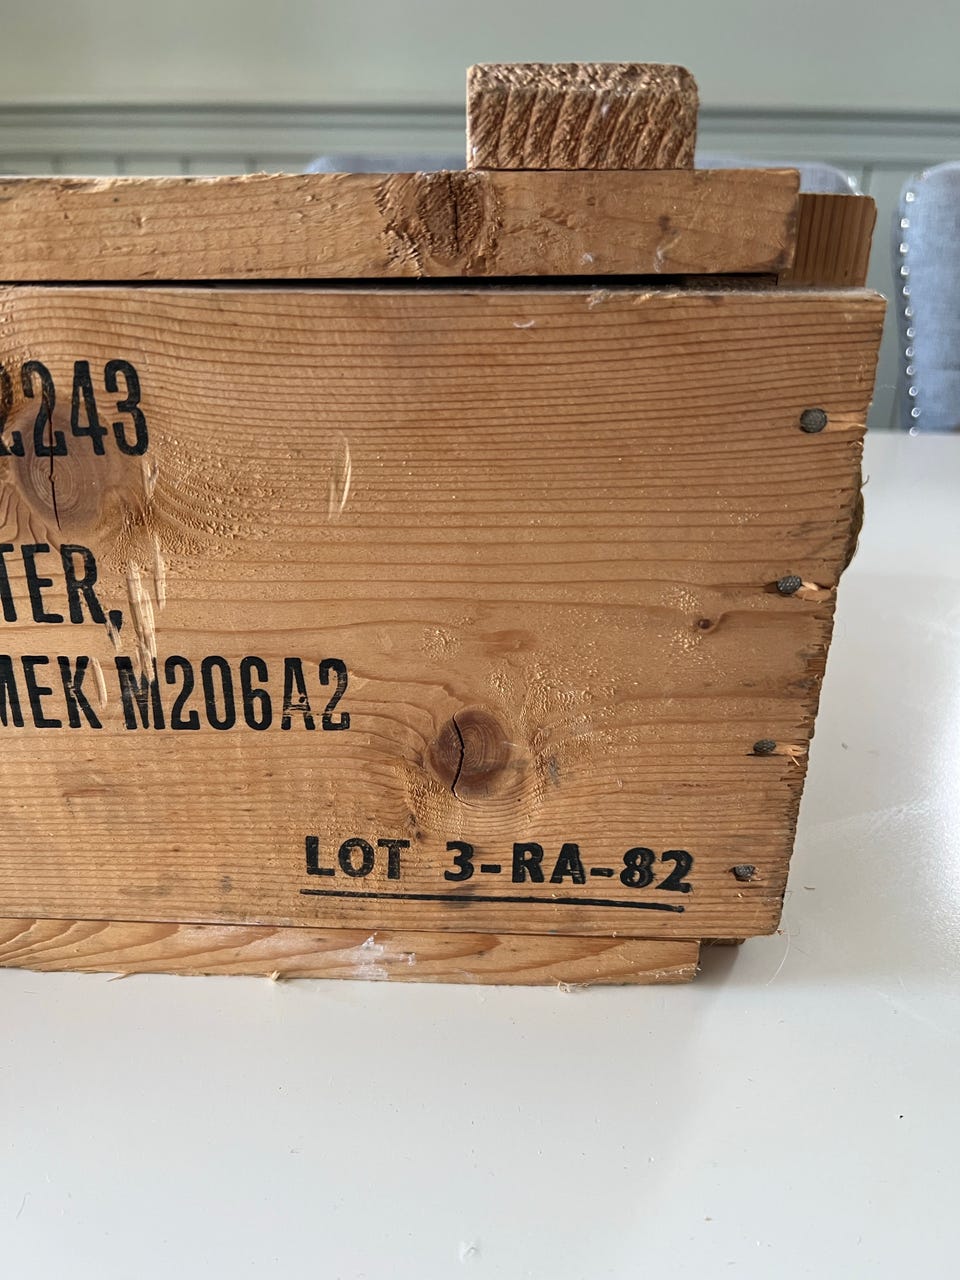 2243
TER,
MEK M206A2
LOT 3-RA-82